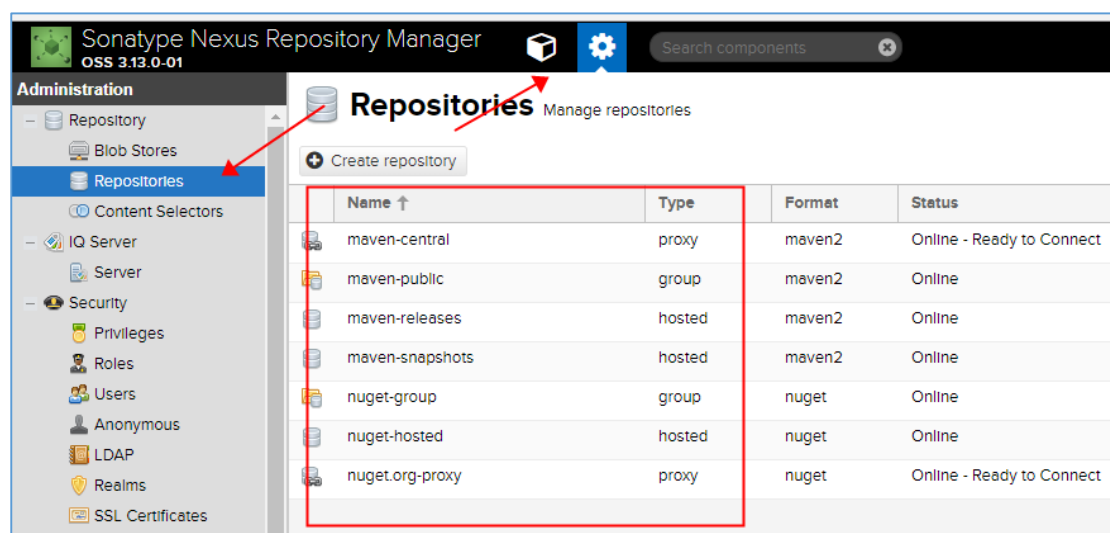 Sonatype Nexus Repository Manager
OSS 3.13.0-01
Search components
Administration
Repository
Blob Stores
Repositories
Content Selectors
IQ Server
Server
Security
Privileges
Roles
Users
Anonymous
LDAP
Realms
SSL Certificates
Repositories Manage repositories
Create repository
Name Type Format Status
maven-central proxy maven2 Online - Ready to Connect
maven-public group maven2 Online
maven-releases hosted maven2 Online
maven-snapshots hosted maven2 Online
nuget-group group nuget Online
nuget-hosted hosted nuget Online
nuget.org-proxy proxy nuget Online - Ready to Connect